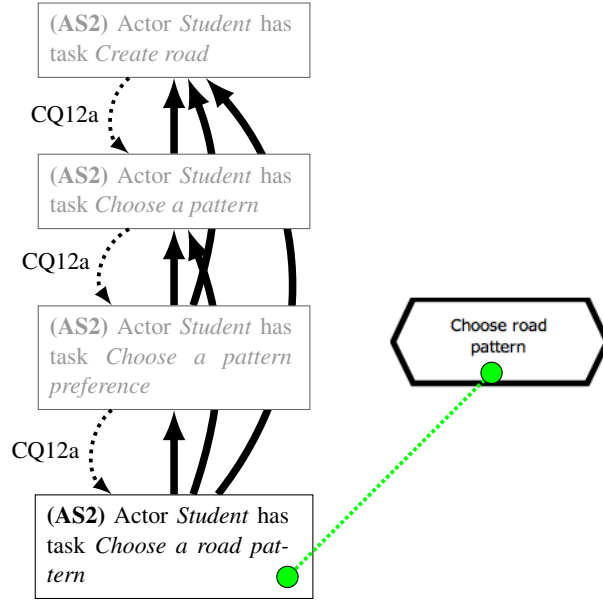 (AS2) Actor Student has
task Create road
CQ12a
(AS2) Actor Student has
task Choose a pattern
CQ12a
(AS2) Actor Student has
task Choose a pattern
preference
Choose road
pattern
CQ12a
(AS2) Actor Student has
task Choose a road pat-
tern